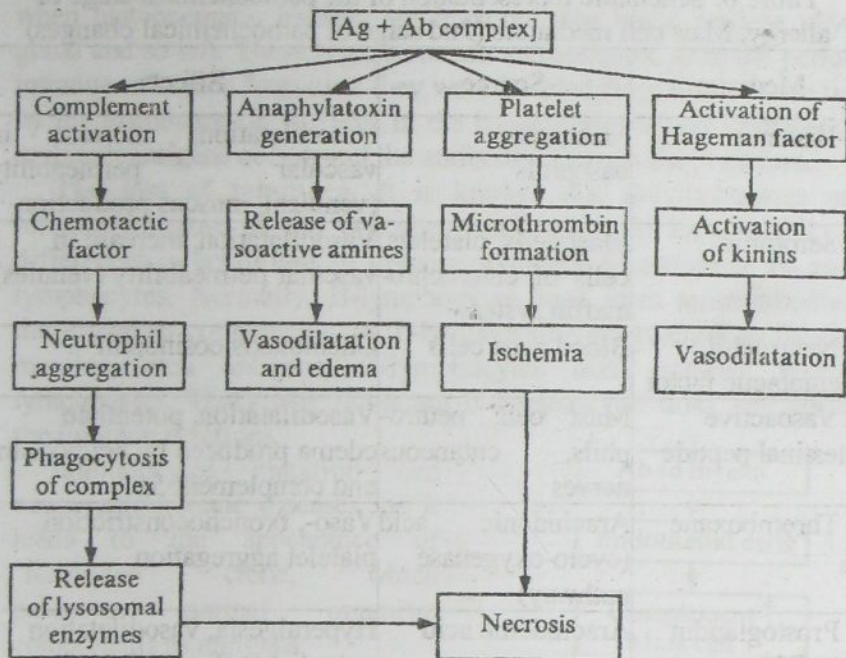 [Ag + Ab complex]
Complement
activation
Anaphylatoxin
generation
Platelet
aggregation
Activation of
Hageman factor
Chemotactic
factor
Release of va-
soactive amines
Microthrombin
formation
Activation
of kinins
Neutrophil
aggregation
Vasodilatation
and edema
Ischemia
Vasodilatation
Phagocytosis
of complex
Release
of lysosomal
enzymes
Necrosis